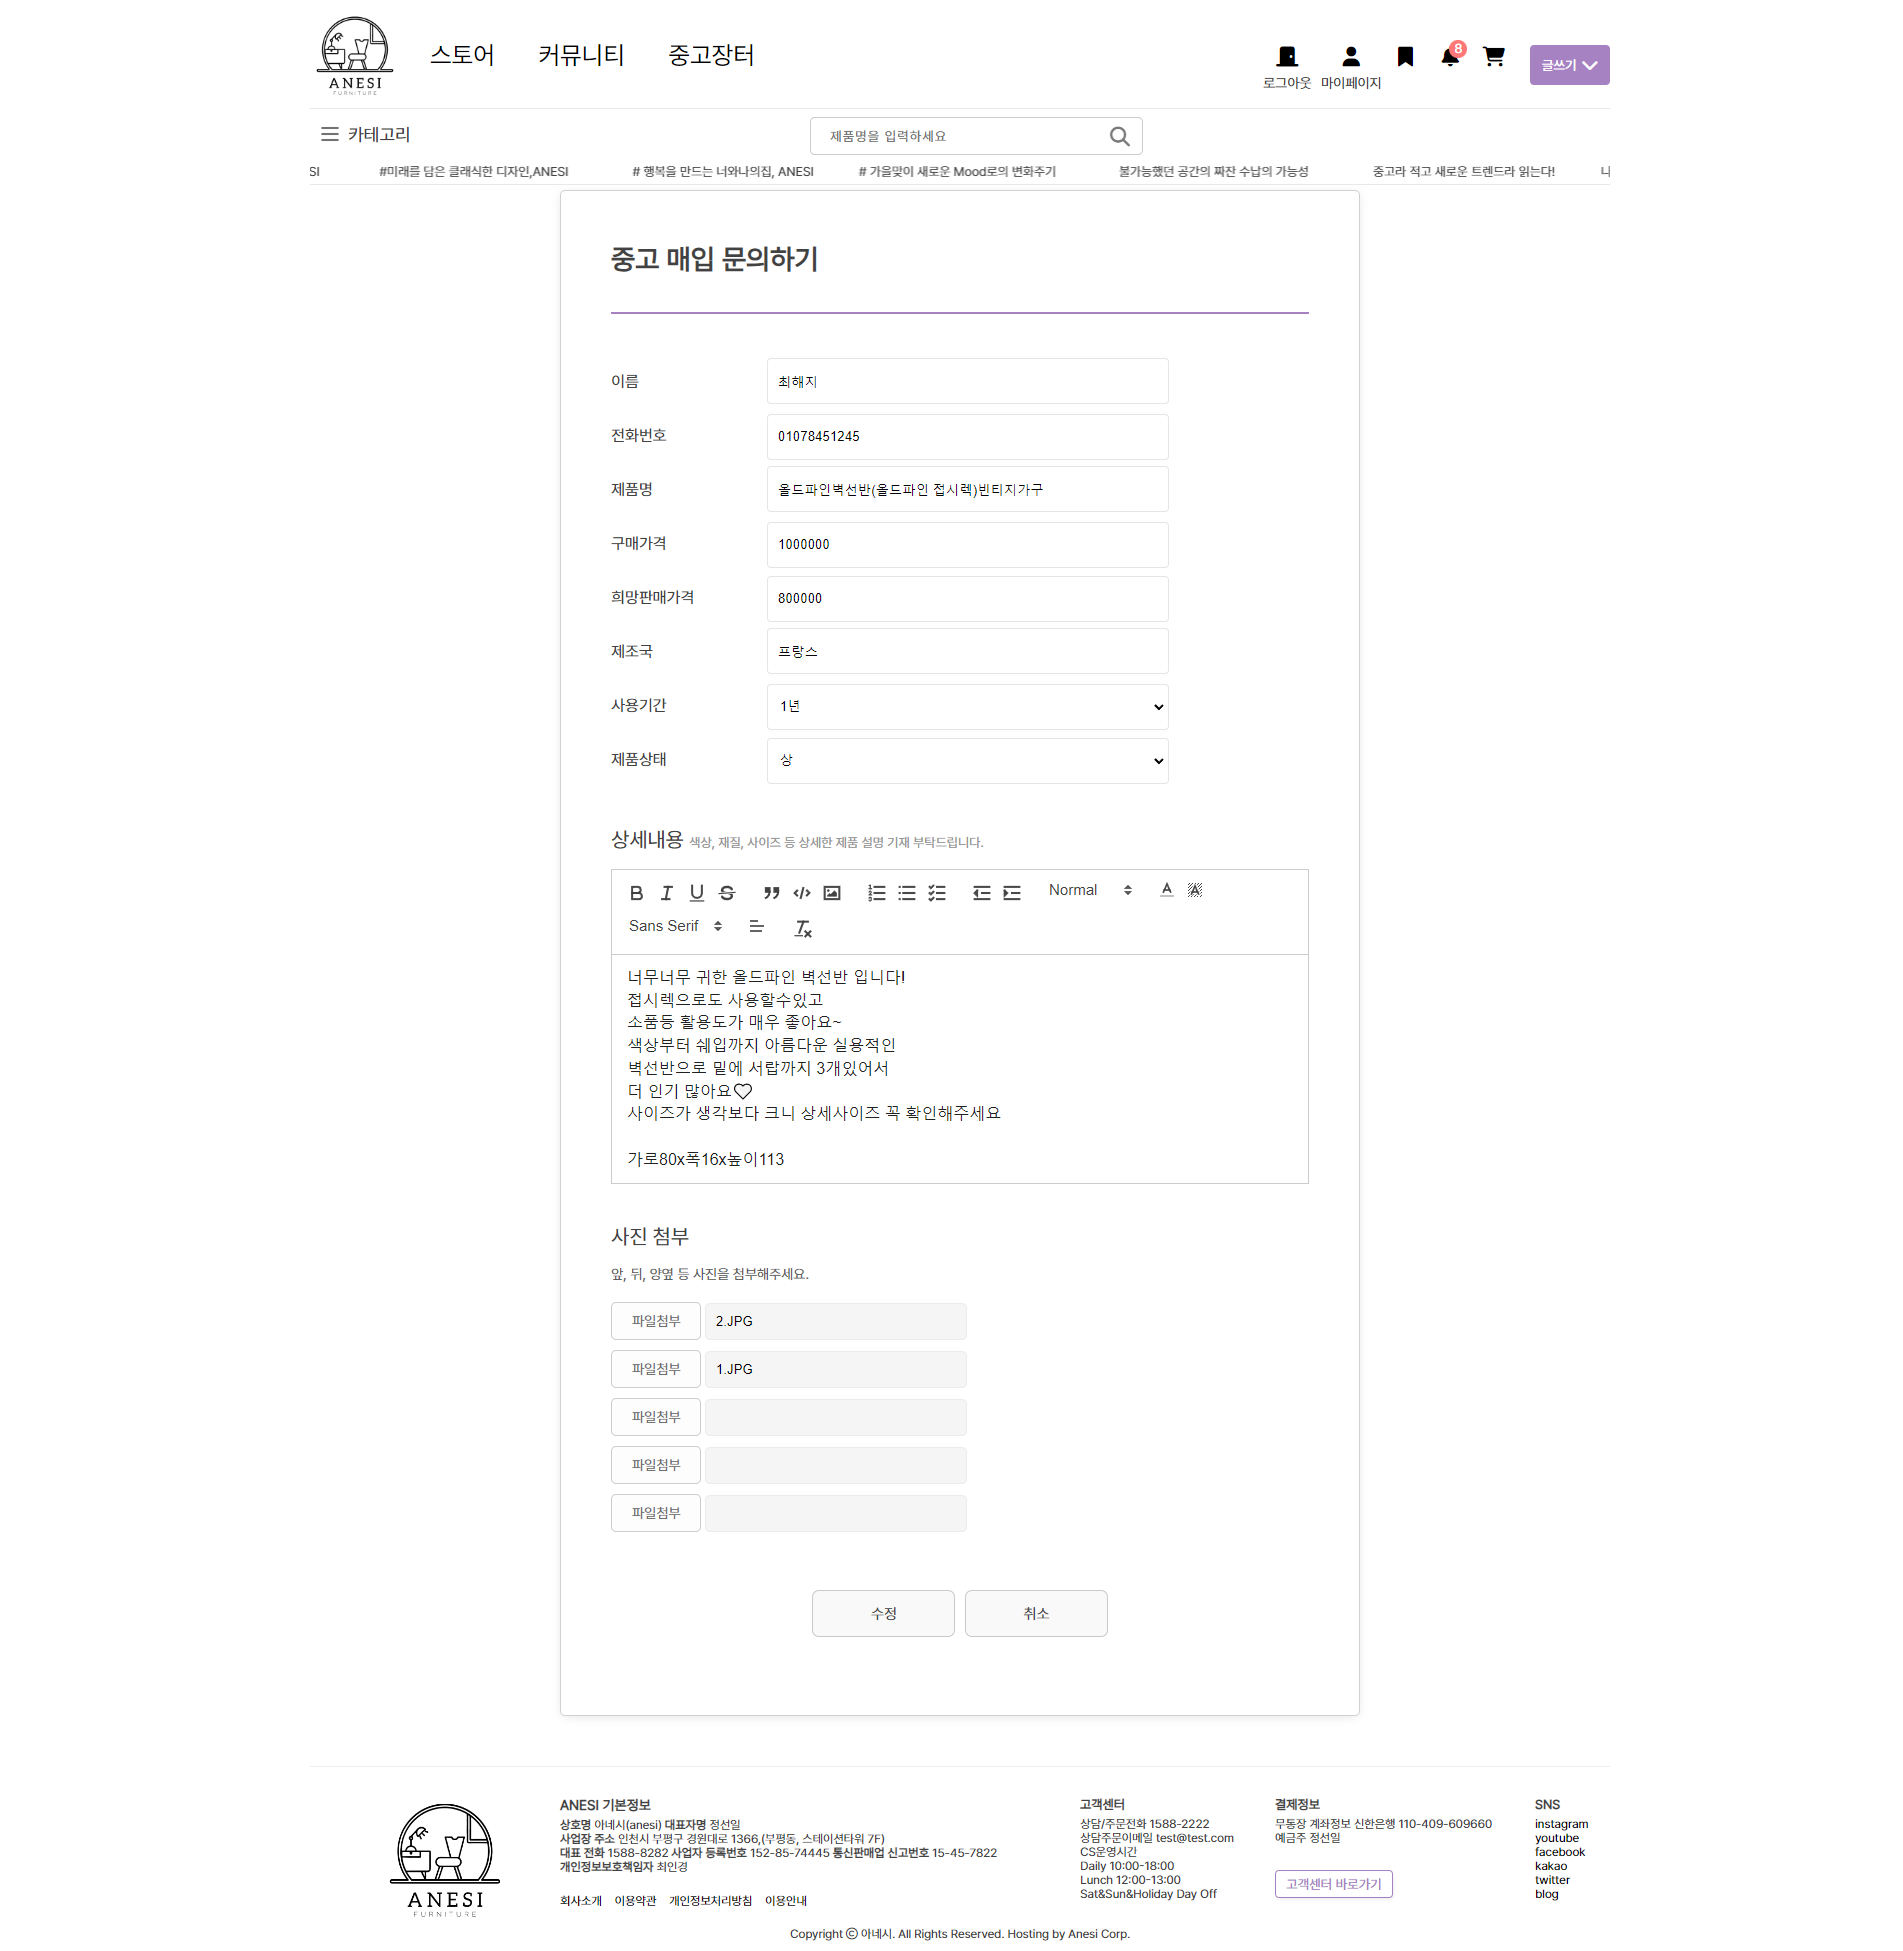 ANESI
FURNITURE
스토어 커뮤니티 중고장터
8
로그아웃 마이페이지
글쓰기
카테고리
제품명을 입력하세요
SI #미래를 담은 클래식한 디자인,ANESI # 행복을 만드는 너와나의집, ANESI # 가을맞이 새로운 Mood로의 변화주기 불가능했던 공간의 짜잔 수납의 가능성 중고라 적고 새로운 트렌드라 읽는다! 나
중고 매입 문의하기
이름 최해지
전화번호 01078451245
제품명 올드파인벽선반(올드파인 접시렉)빈티지가구
구매가격 1000000
희망판매가격 800000
제조국 프랑스
사용기간 1년
제품상태 상
상세내용 색상, 재질, 사이즈 등 상세한 제품 설명 기재 부탁드립니다.
Normal
Sans Serif
너무너무 귀한 올드파인 벽선반 입니다!
접시렉으로도 사용할수있고
소품등 활용도가 매우 좋아요~
색상부터 쉐입까지 아름다운 실용적인
벽선반으로 밑에 서랍까지 3개있어서
더 인기 많아요♡
사이즈가 생각보다 크니 상세사이즈 꼭 확인해주세요
가로80x폭16x높이113
사진 첨부
앞, 뒤, 양옆 등 사진을 첨부해주세요.
파일첨부 2.JPG
파일첨부 1.JPG
파일첨부
파일첨부
파일첨부
수정 취소
ANESI
FURNITURE
ANESI 기본정보
상호명 아네시(anesi) 대표자명 정선일
사업장 주소 인천시 부평구 경원대로 1366,(부평동, 스테이션타워 7F)
대표 전화 1588-8282 사업자 등록번호 152-85-74445 통신판매업 신고번호 15-45-7822
개인정보보호책임자 최인경
회사소개 이용약관 개인정보처리방침 이용안내
고객센터
상담/주문전화 1588-2222
상담주문이메일 test@test.com
CS운영시간
Daily 10:00-18:00
Lunch 12:00-13:00
Sat&Sun&Holiday Day Off
결제정보
무통장 계좌정보 신한은행 110-409-609660
예금주 정선일
고객센터 바로가기
SNS
instagram
youtube
facebook
kakao
twitter
blog
Copyright ⓒ 아네시. All Rights Reserved. Hosting by Anesi Corp.